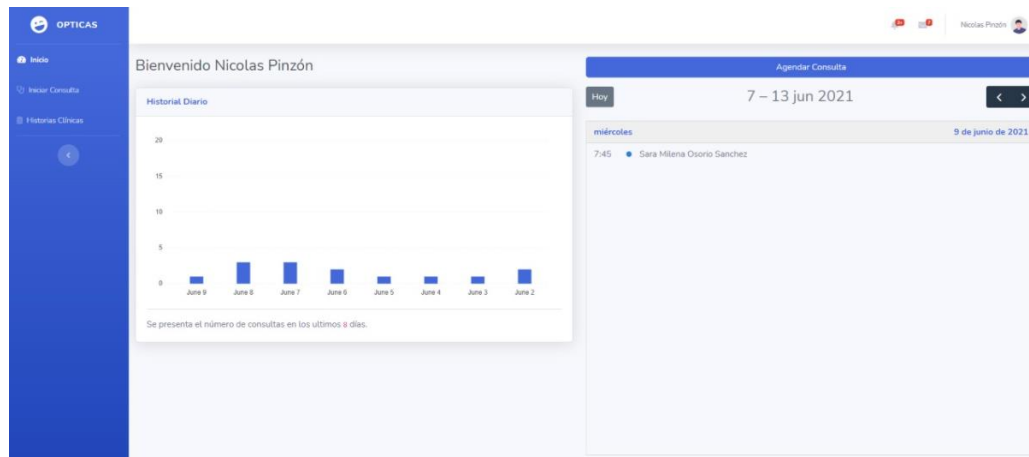 OPTICAS
Nicolas Pinzón
Inicio
Iniciar Consulta
Historias Clínicas
Bienvenido Nicolas Pinzón
Historial Diario
20
15
10
5
0
June 9 June 8 June 7 June 6 June 5 June 4 June 3 June 2
Se presenta el número de consultas en los ultimos 8 días.
Agendar Consulta
Hoy
7 – 13 jun 2021
miércoles 9 de junio de 2021
7:45 Sara Milena Osorio Sanchez